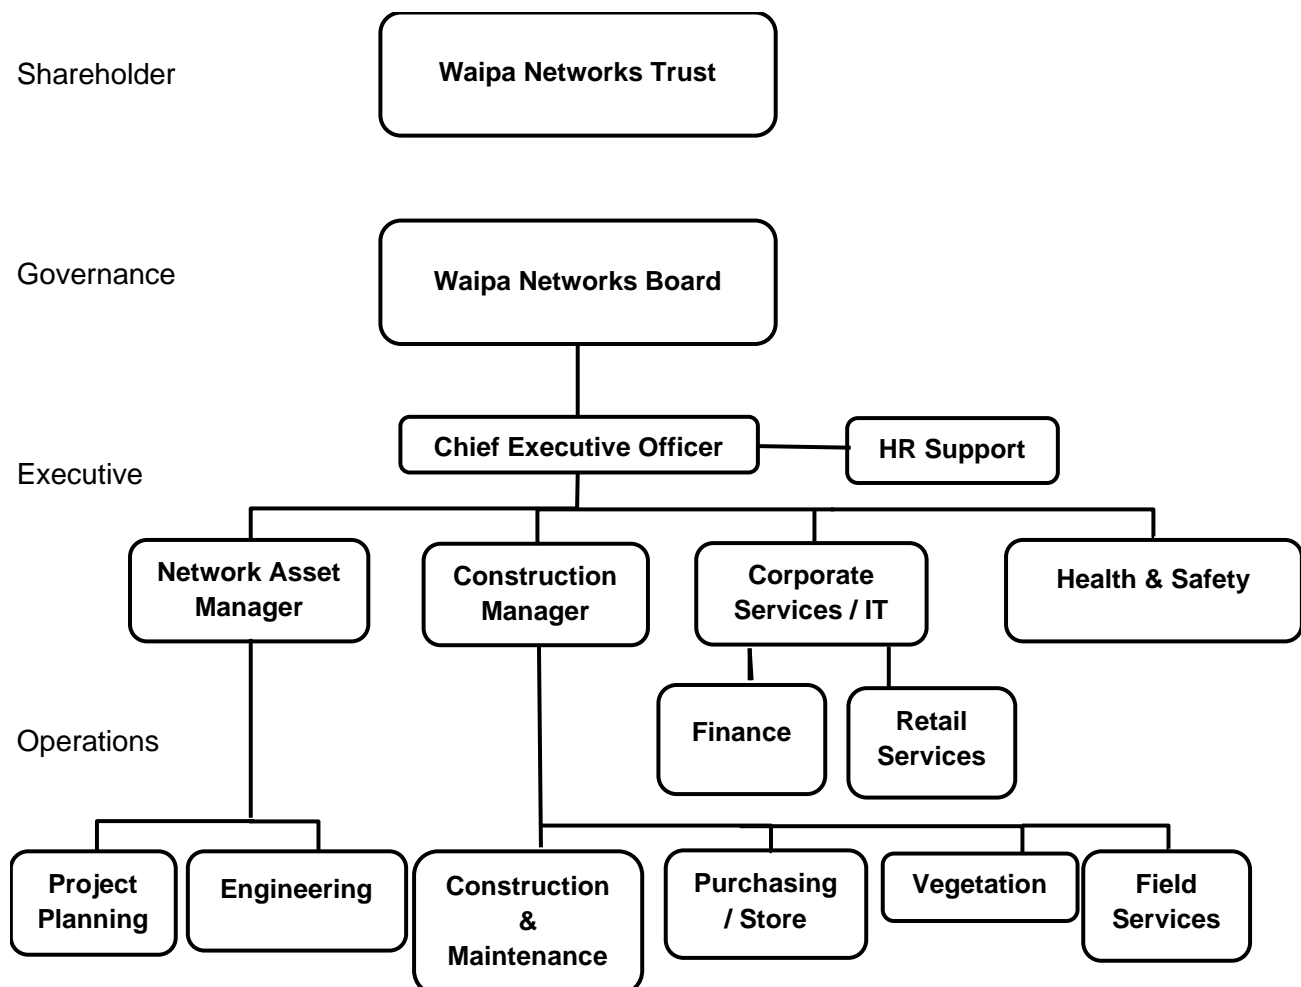 Shareholder
Waipa Networks Trust
Governance
Waipa Networks Board
Chief Executive Officer
HR Support
Executive
Network Asset
Manager
Construction
Manager
Corporate
Services / IT
Health & Safety
Operations
Finance
Retail
Services
Project
Planning
Engineering
Construction
&
Maintenance
Purchasing
/ Store
Vegetation
Field
Services